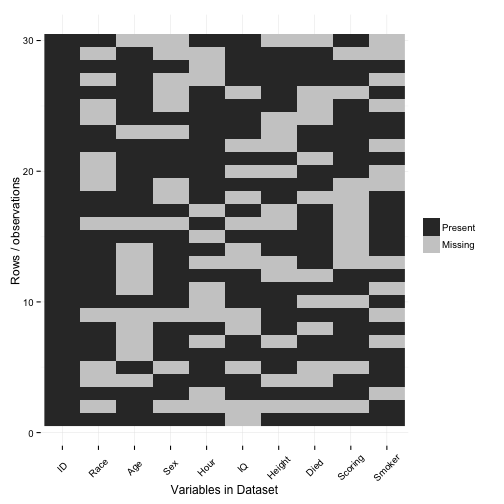 30
20
10
0
Rows / observations
ID Race Age Sex Hour IQ Height Died Scoring Smoker
Variables in Dataset
Present
Missing